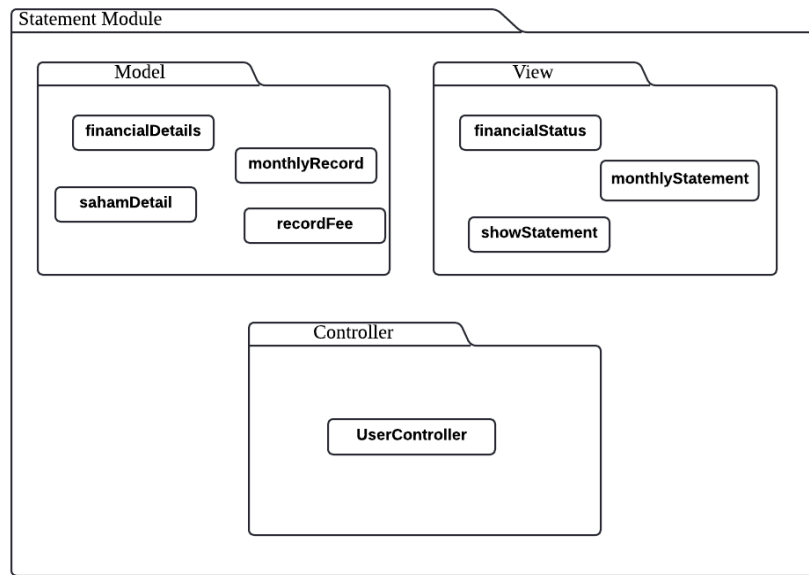 Statement Module
Model
financialDetails
monthlyRecord
sahamDetail
recordFee
View
financialStatus
monthlyStatement
showStatement
Controller
UserController